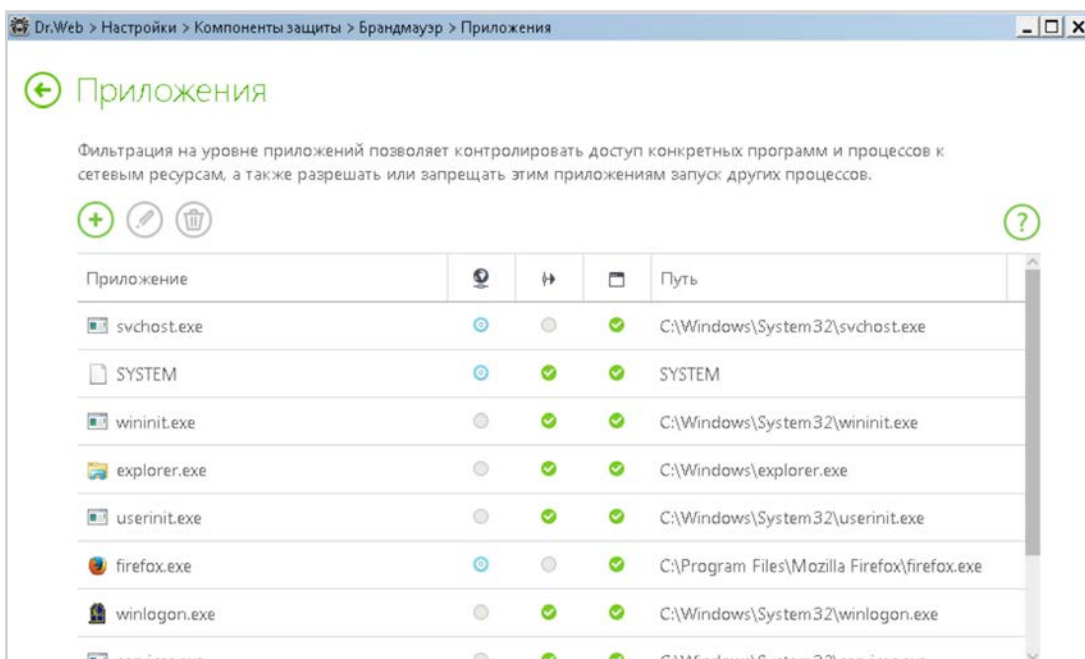 Dr.Web > Настройки > Компоненты защиты > Брандмауэр > Приложения
Приложения
Фильтрация на уровне приложений позволяет контролировать доступ конкретных программ и процессов к
сетевым ресурсам, а также разрешать или запрещать этим приложениям запуск других процессов.
?
Приложение Путь
svchost.exe C:\Windows\System32\svchost.exe
SYSTEM SYSTEM
wininit.exe C:\Windows\System32\wininit.exe
explorer.exe C:\Windows\explorer.exe
userinit.exe C:\Windows\System32\userinit.exe
firefox.exe C:\Program Files\Mozilla Firefox\firefox.exe
winlogon.exe C:\Windows\System32\winlogon.exe